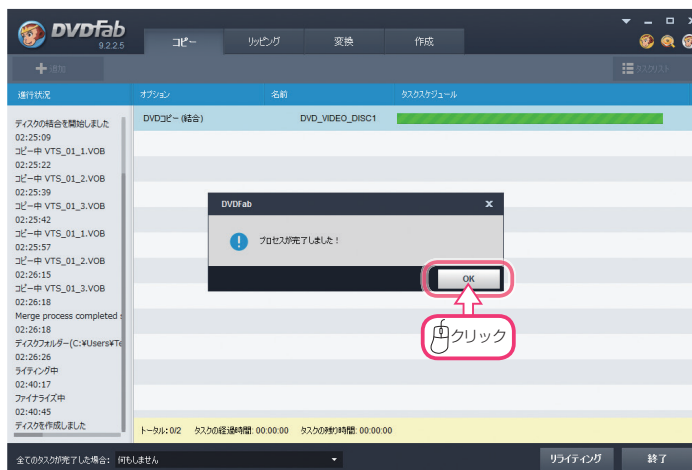 DVDFab
9.2.2.5
コピー
リッピング
変換
作成
追加
タスクリスト
進行状況
オプション
名前
タスクスケジュール
ディスクの結合を開始しました
02:25:09
コピー中 VTS_01_1.VOB
02:25:22
コピー中 VTS_01_2.VOB
02:25:39
コピー中 VTS_01_3.VOB
02:25:42
コピー中 VTS_01_1.VOB
02:25:57
コピー中 VTS_01_2.VOB
02:26:15
コピー中 VTS_01_3.VOB
02:26:18
Merge process completed
02:26:18
ディスクフォルダー(C:¥Users¥Te
02:26:26
ライティング中
02:40:17
ファイナライズ中
02:40:45
ディスクを作成しました
DVDコピー (結合)
DVD_VIDEO_DISC1
DVDFab
プロセスが完了しました!
OK
クリック
トータル: 0/2 タスクの経過時間: 00:00:00 タスクの残り時間: 00:00:00
全てのタスクが完了した場合: 何もしません
リライティング
終了